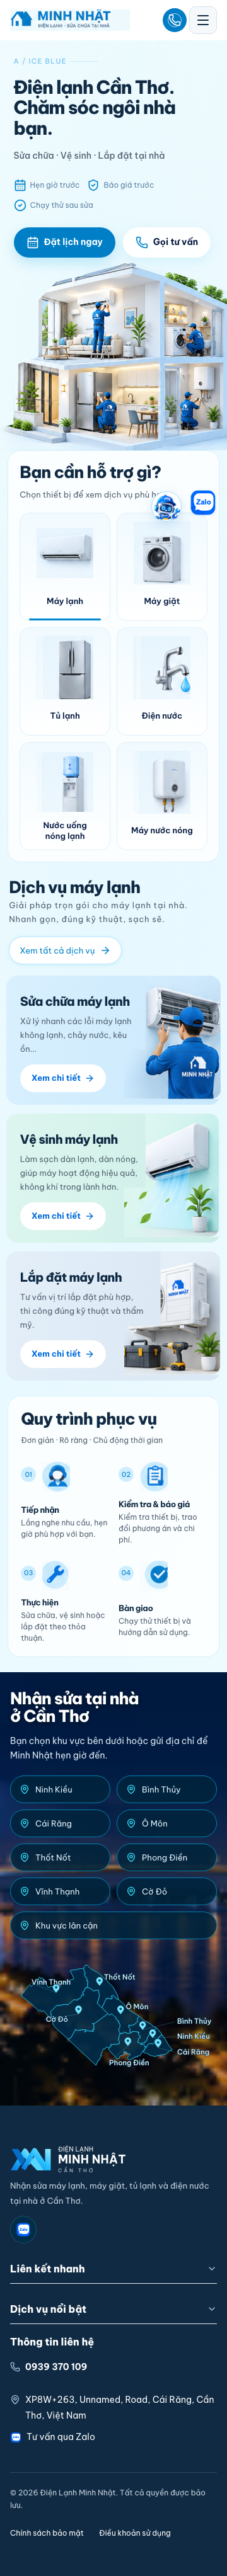 MINH NHẬT
ĐIỆN LẠNH · SỬA CHỮA TẠI NHÀ
A / ICE BLUE
Điện lạnh Cần Thơ.
Chăm sóc ngôi nhà
bạn.
Sửa chữa · Vệ sinh · Lắp đặt tại nhà
Hẹn giờ trước
Báo giá trước
Chạy thử sau sửa
Đặt lịch ngay
Gọi tư vấn
Bạn cần hỗ trợ gì?
Chọn thiết bị để xem dịch vụ phù
Zalo
Máy lạnh
Máy giặt
Tủ lạnh
Điện nước
Nước uống
nóng lạnh
Máy nước nóng
Dịch vụ máy lạnh
Giải pháp trọn gói cho máy lạnh tại nhà.
Nhanh gọn, đúng kỹ thuật, sạch sẽ.
Xem tất cả dịch vụ
Sửa chữa máy lạnh
Xử lý nhanh các lỗi máy lạnh
không lạnh, chảy nước, kêu
ồn...
Xem chi tiết
MINH NHẬT
Vệ sinh máy lạnh
Làm sạch dàn lạnh, dàn nóng,
giúp máy hoạt động hiệu quả,
không khí trong lành hơn.
Xem chi tiết
Lắp đặt máy lạnh
Tư vấn vị trí lắp đặt phù hợp,
thi công đúng kỹ thuật và thẩm
mỹ.
Xem chi tiết
MINH NHẬT
Quy trình phục vụ
Đơn giản · Rõ ràng · Chủ động thời gian
01
Tiếp nhận
Lắng nghe nhu cầu, hẹn
giờ phù hợp với bạn.
02
Kiểm tra & báo giá
Kiểm tra thiết bị, trao
đổi phương án và chi
phí.
03
Thực hiện
Sửa chữa, vệ sinh hoặc
lắp đặt theo thỏa
thuận.
04
Bàn giao
Chạy thử thiết bị và
hướng dẫn sử dụng.
Nhận sửa tại nhà
ở Cần Thơ
Bạn chọn khu vực bên dưới hoặc gửi địa chỉ để
Minh Nhật hẹn giờ đến.
Ninh Kiều
Bình Thủy
Cái Răng
Ô Môn
Thốt Nốt
Phong Điền
Vĩnh Thạnh
Cờ Đỏ
Khu vực lân cận
Thốt Nốt
Vĩnh Thạnh
Ô Môn
Cờ Đỏ
Bình Thủy
Ninh Kiều
Cái Răng
Phong Điền
ĐIỆN LẠNH
MINH NHẬT
CẦN THƠ
Nhận sửa máy lạnh, máy giặt, tủ lạnh và điện nước
tại nhà ở Cần Thơ.
Zalo
Liên kết nhanh
Dịch vụ nổi bật
Thông tin liên hệ
0939 370 109
XP8W+263, Unnamed, Road, Cái Răng, Cần
Thơ, Việt Nam
Tư vấn qua Zalo
© 2026 Điện Lạnh Minh Nhật. Tất cả quyền được bảo
lưu.
Chính sách bảo mật
Điều khoản sử dụng